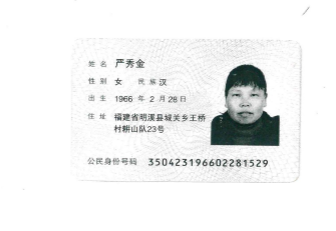 姓名 严秀金
性别 女 民族 汉
出生 1966 年 2 月 28 日
住址 福建省明溪县城关乡王桥
村耕山队23号
公民身份号码 350423196602281529